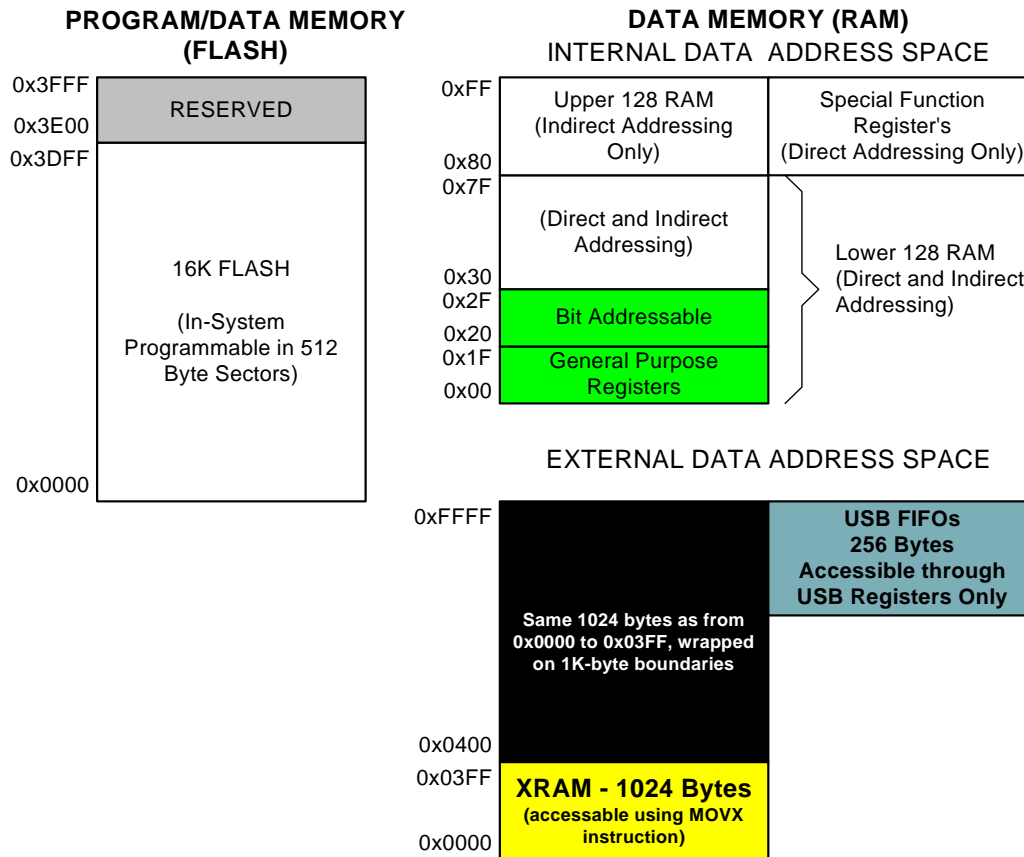 PROGRAM/DATA MEMORY
(FLASH)
0x3FFF
RESERVED
0x3E00
0x3DFF
16K FLASH
(In-System
Programmable in 512
Byte Sectors)
0x0000
DATA MEMORY (RAM)
INTERNAL DATA ADDRESS SPACE
0xFF
Upper 128 RAM
(Indirect Addressing
Only)
0x80
Special Function
Register's
(Direct Addressing Only)
0x7F
(Direct and Indirect
Addressing)
0x30
Lower 128 RAM
(Direct and Indirect
Addressing)
0x2F
Bit Addressable
0x20
0x1F
General Purpose
Registers
0x00
EXTERNAL DATA ADDRESS SPACE
0xFFFF
USB FIFOs
256 Bytes
Accessible through
USB Registers Only
Same 1024 bytes as from
0x0000 to 0x03FF, wrapped
on 1K-byte boundaries
0x0400
0x03FF
XRAM - 1024 Bytes
(accessable using MOVX
instruction)
0x0000